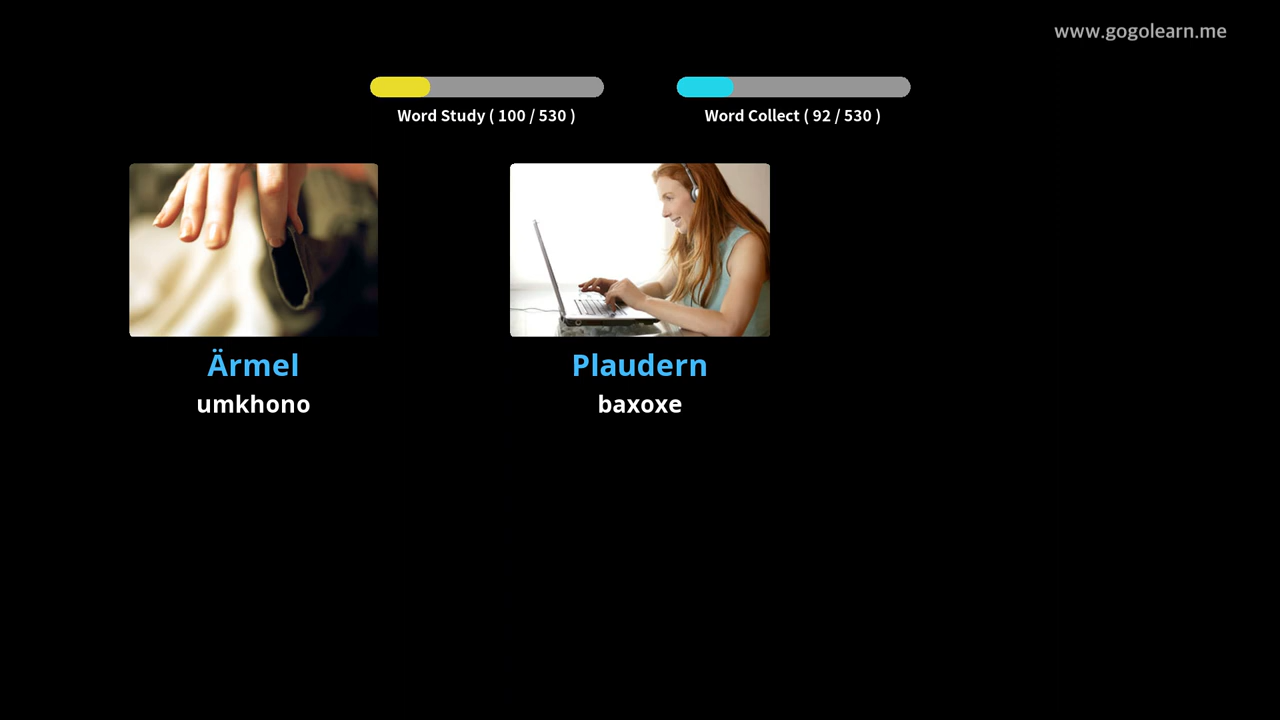 www.gogolearn.me
Word Study ( 100 / 530 )
Word Collect ( 92 / 530 )
Ärmel
umkhono
Plaudern
baxoxe